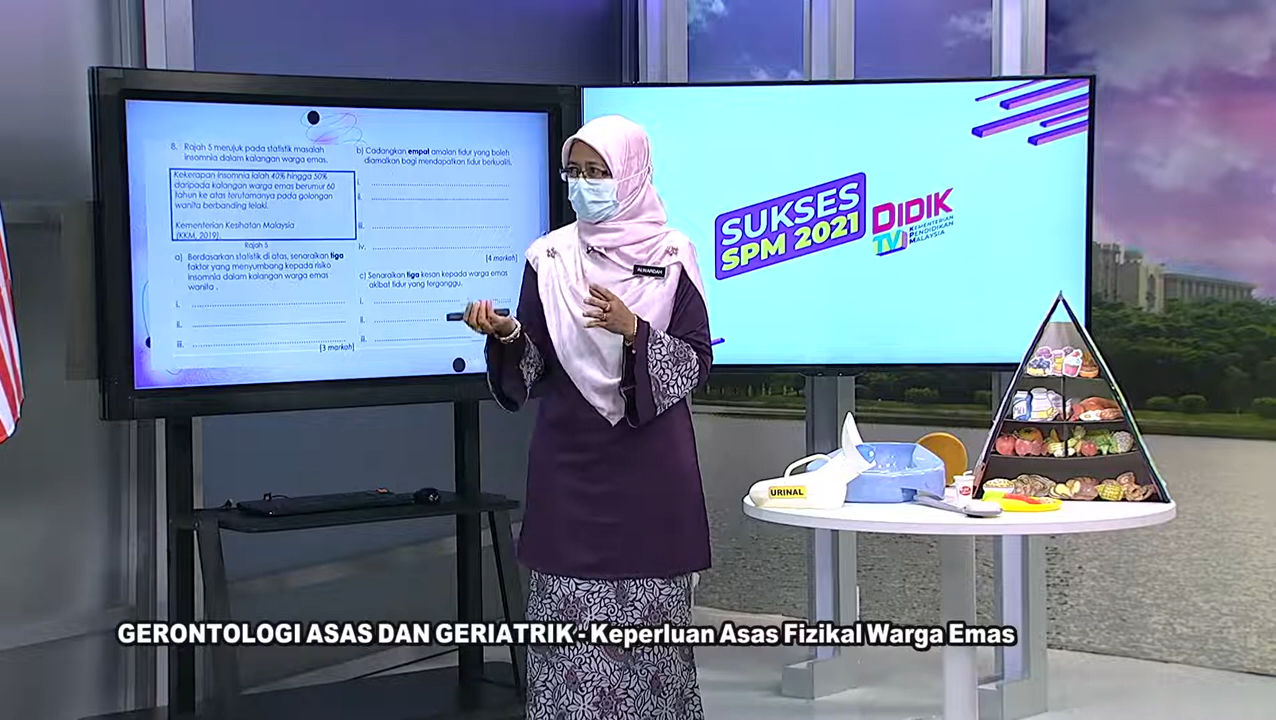 8. Rajah 5 merujuk pada statistik masalah
insomnia dalam kalangan warga emas.
Kekerapan insomnia ialah 40% hingga 50%
daripada kalangan warga emas berumur 60
tahun ke atas terutamanya pada golongan
wanita berbanding lelaki.
Kementerian Kesihatan Malaysia
(KKM, 2019).
Rajah 5
a) Berdasarkan statistik di atas, senaraikan tiga
faktor yang menyumbang kepada risiko
insomnia dalam kalangan warga emas
wanita .
i.
ii.
iii.
[3 markah]
b) Cadangkan empat amalan tidur yang boleh
diamalkan bagi mendapatkan tidur berkualiti.
i.
ii.
iii.
iv.
[4 markah]
c) Senaraikan tiga kesan kepada warga emas
akibat tidur yang terganggu.
i.
ii.
SUKSES
SPM 2021
DIDIK
TV
KEMENTERIAN
PENDIDIKAN
MALAYSIA
ALWARDAH
URINAL
GERONTOLOGI ASAS DAN GERIATRIK - Keperluan Asas Fizikal Warga Emas